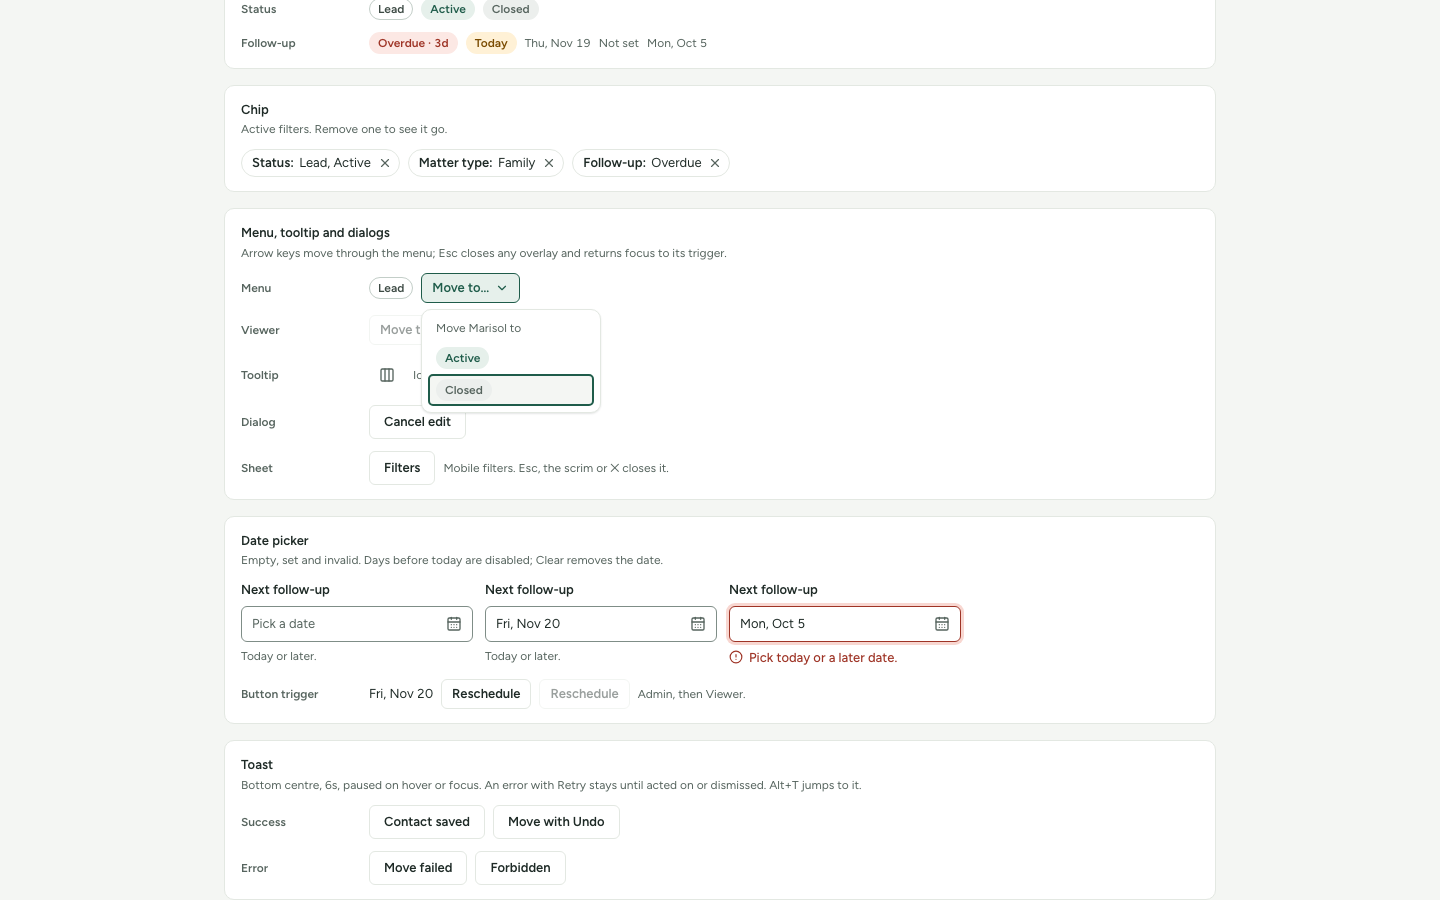 Status Lead Active Closed
Follow-up Overdue · 3d Today Thu, Nov 19 Not set Mon, Oct 5
Chip
Active filters. Remove one to see it go.
Status: Lead, Active Matter type: Family Follow-up: Overdue
Menu, tooltip and dialogs
Arrow keys move through the menu; Esc closes any overlay and returns focus to its trigger.
Menu Lead Move to...
Viewer Move t
Move Marisol to
Active
Tooltip
Closed
Dialog Cancel edit
Sheet Filters Mobile filters. Esc, the scrim or X closes it.
Date picker
Empty, set and invalid. Days before today are disabled; Clear removes the date.
Next follow-up Next follow-up Next follow-up
Pick a date Fri, Nov 20 Mon, Oct 5
Today or later. Today or later. Pick today or a later date.
Button trigger Fri, Nov 20 Reschedule Reschedule Admin, then Viewer.
Toast
Bottom centre, 6s, paused on hover or focus. An error with Retry stays until acted on or dismissed. Alt+T jumps to it.
Success Contact saved Move with Undo
Error Move failed Forbidden